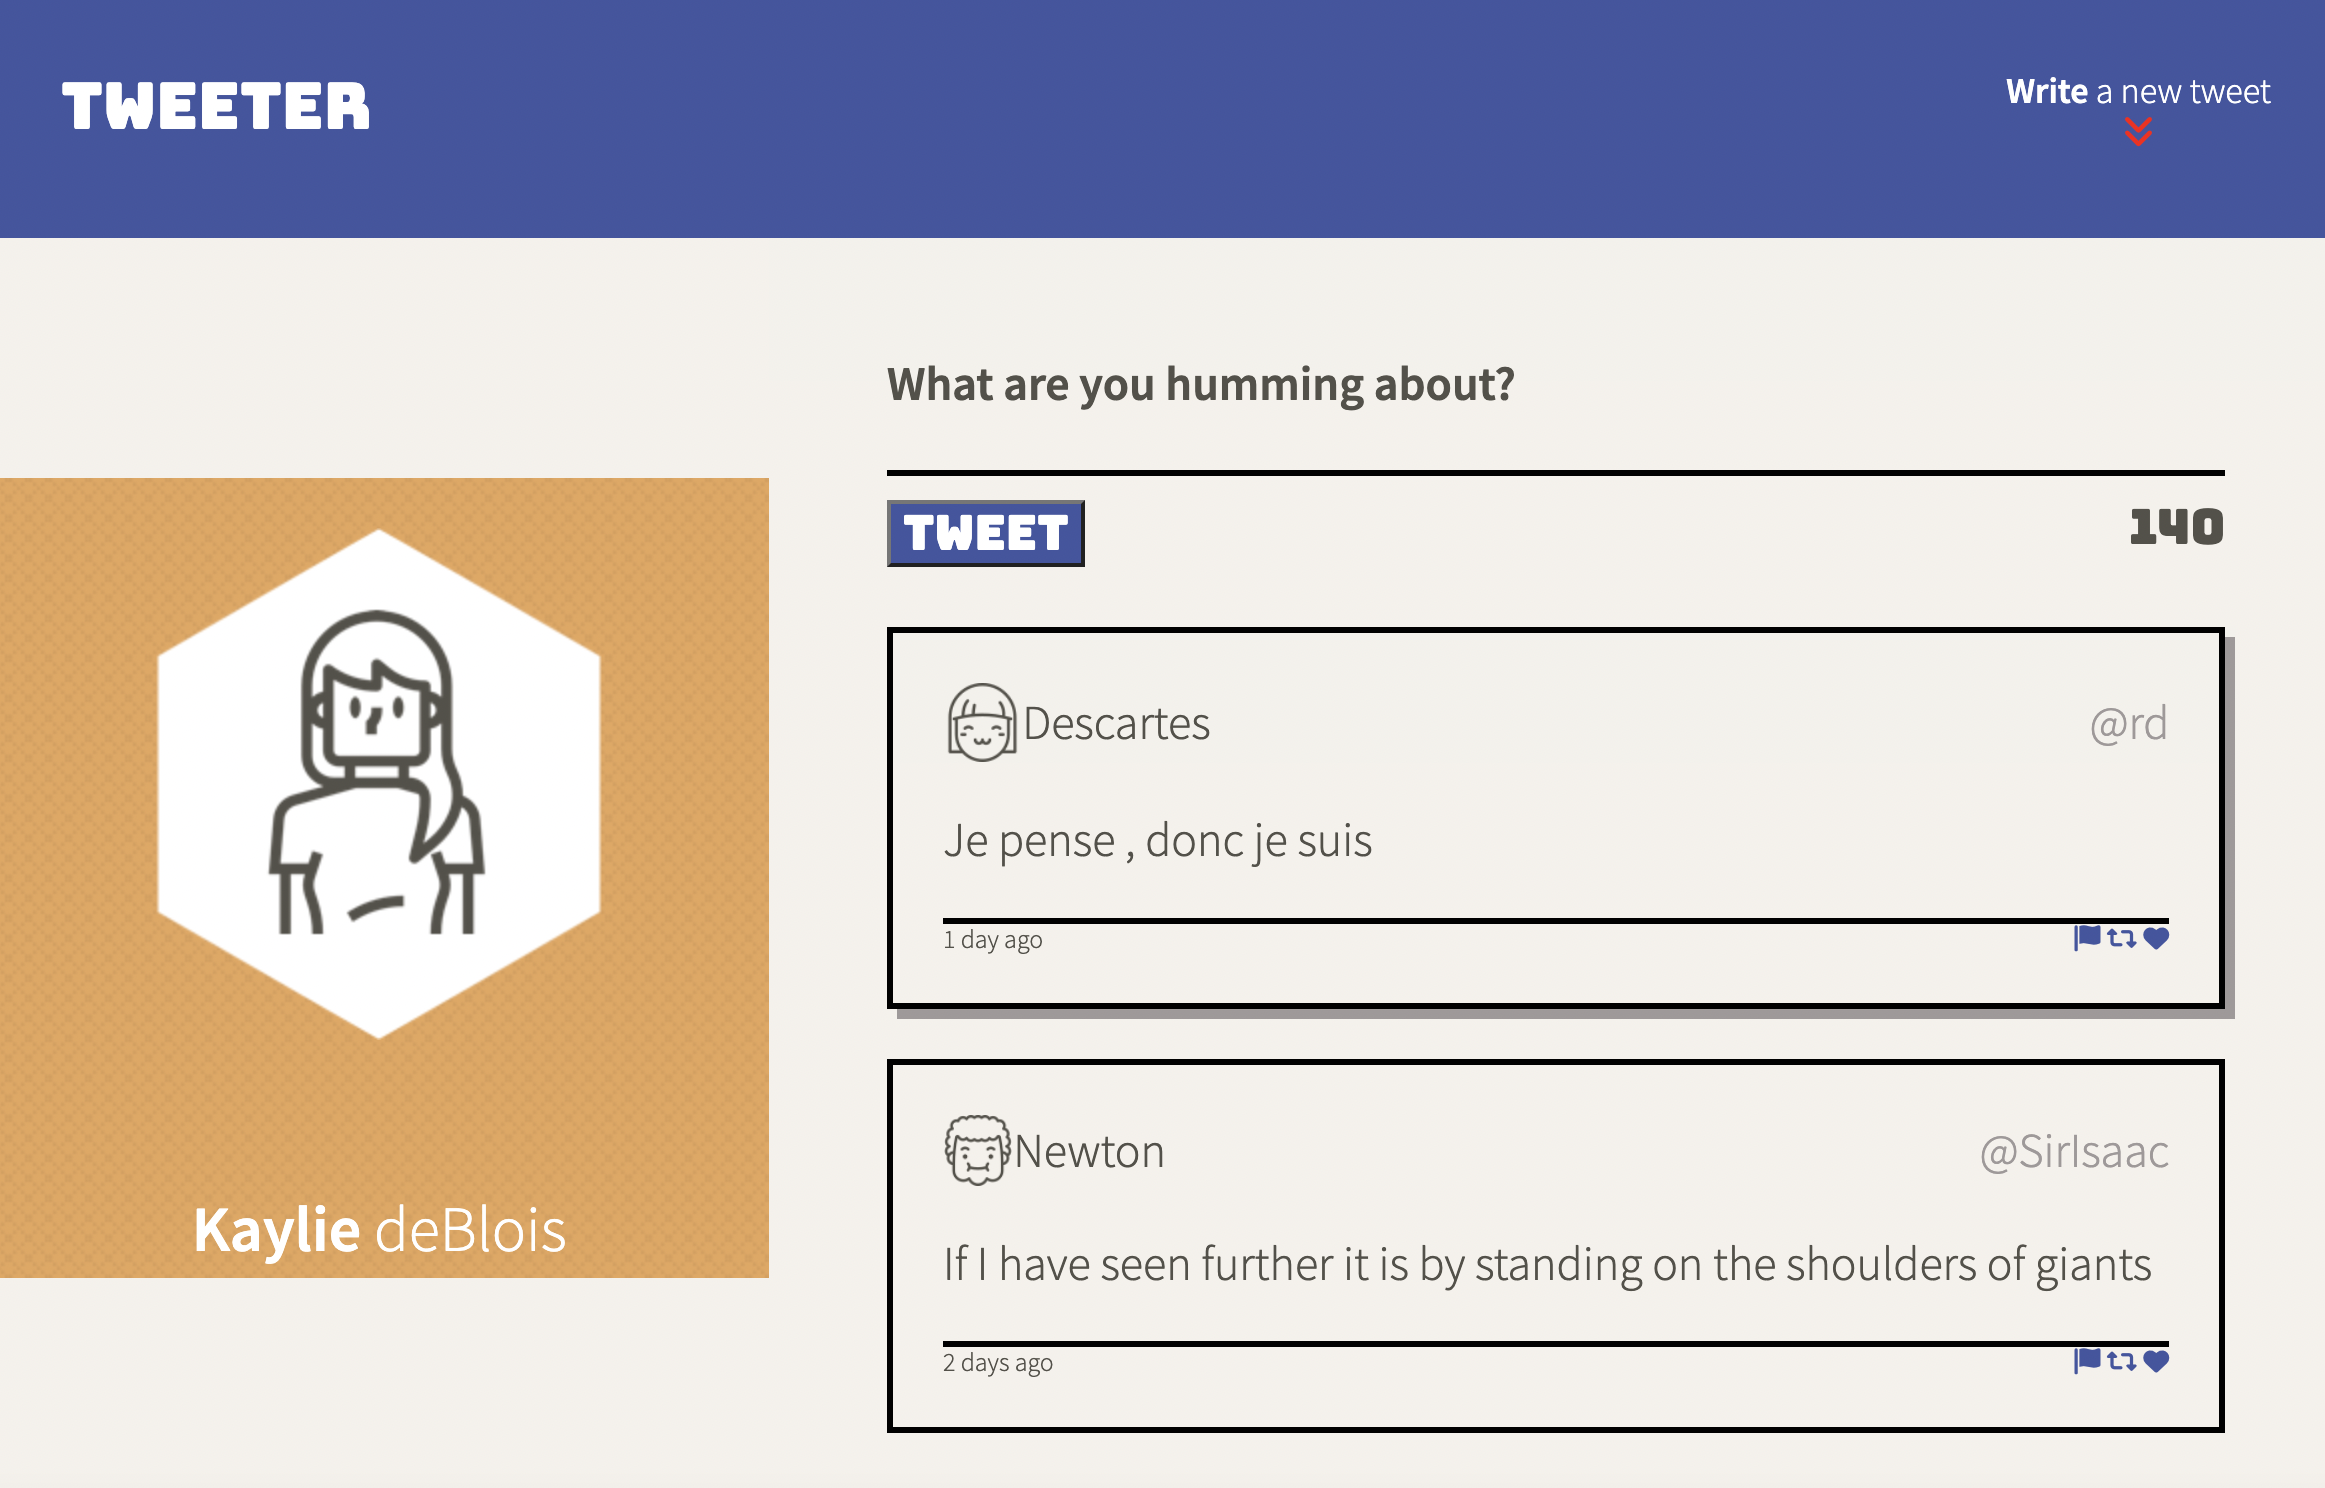 TWEETER
Write a new tweet
What are you humming about?
TWEET
140
Descartes
@rd
Je pense , donc je suis
1 day ago
Kaylie deBlois
Newton
@SirIsaac
If I have seen further it is by standing on the shoulders of giants
2 days ago